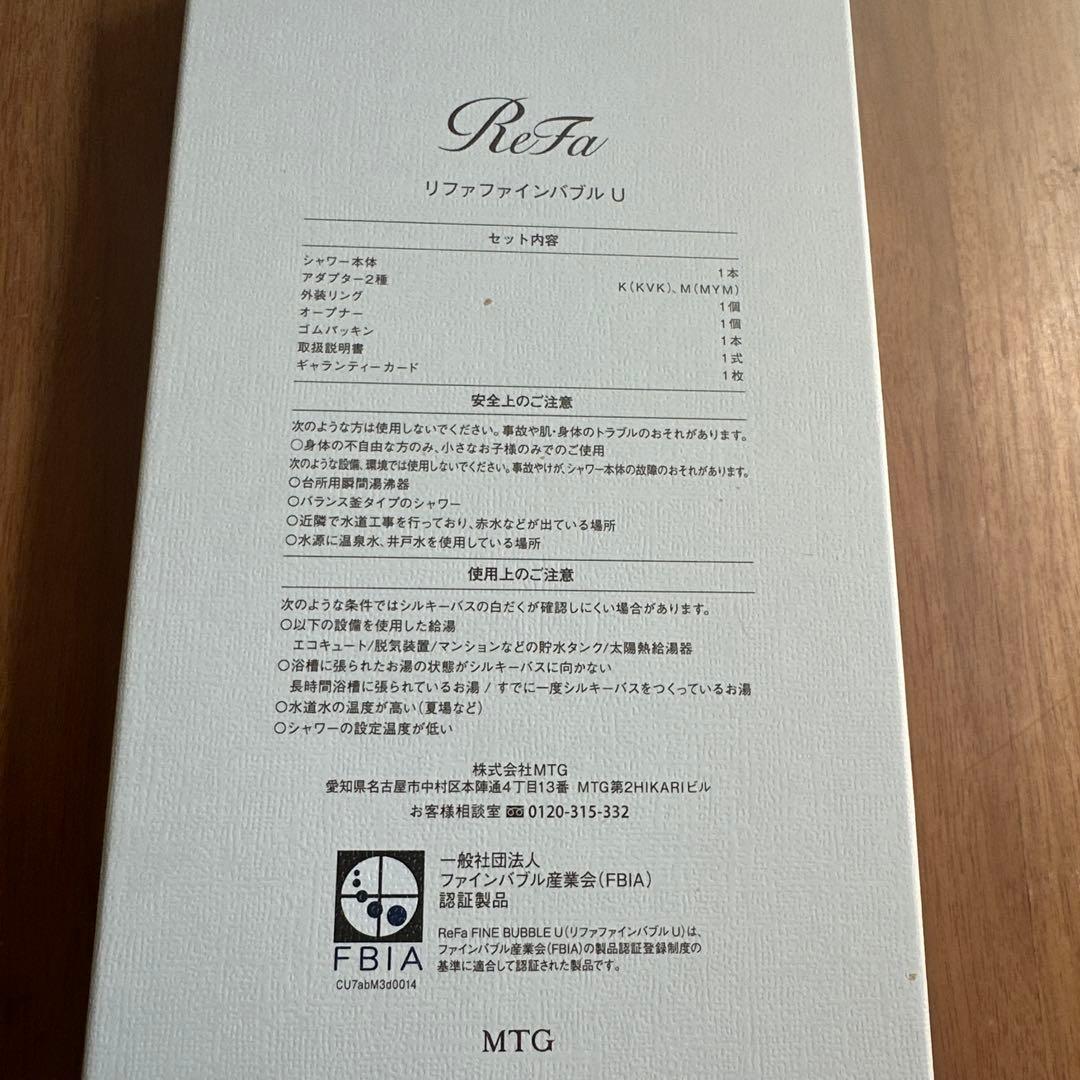 ReFa
リファファインバブル U
セット内容
シャワー本体 1本
アダプター2種 K(KVK)、M(MYM)
外装リング 1個
オープナー 1個
ゴムパッキン 1本
取扱説明書 1式
ギャランティーカード 1枚
安全上のご注意
次のような方は使用しないでください。事故や肌・身体のトラブルのおそれがあります。
○身体の不自由な方のみ、小さなお子様のみでのご使用
次のような設備、環境では使用しないでください。事故やけが、シャワー本体の故障のおそれがあります。
○台所用瞬間湯沸器
○バランス釜タイプのシャワー
○近隣で水道工事を行っており、赤水などが出ている場所
○水源に温泉水、井戸水を使用している場所
使用上のご注意
次のような条件ではシルキーバスの白だくが確認しにくい場合があります。
○以下の設備を使用した給湯
エコキュート/脱気装置/マンションなどの貯水タンク/太陽熱給湯器
○浴槽に張られたお湯の状態がシルキーバスに向かない
長時間浴槽に張られているお湯 / すでに一度シルキーバスをつくっているお湯
○水道水の温度が高い(夏場など)
○シャワーの設定温度が低い
株式会社MTG
愛知県名古屋市中村区本陣通4丁目13番 MTG第2HIKARIビル
お客様相談室 0120-315-332
一般社団法人
ファインバブル産業会(FBIA)
認証製品
ReFa FINE BUBBLE U(リファファインバブル U)は、
ファインバブル産業会(FBIA)の製品認証登録制度の
基準に適合して認証された製品です。
FBIA
CU7abM3d0014
MTG